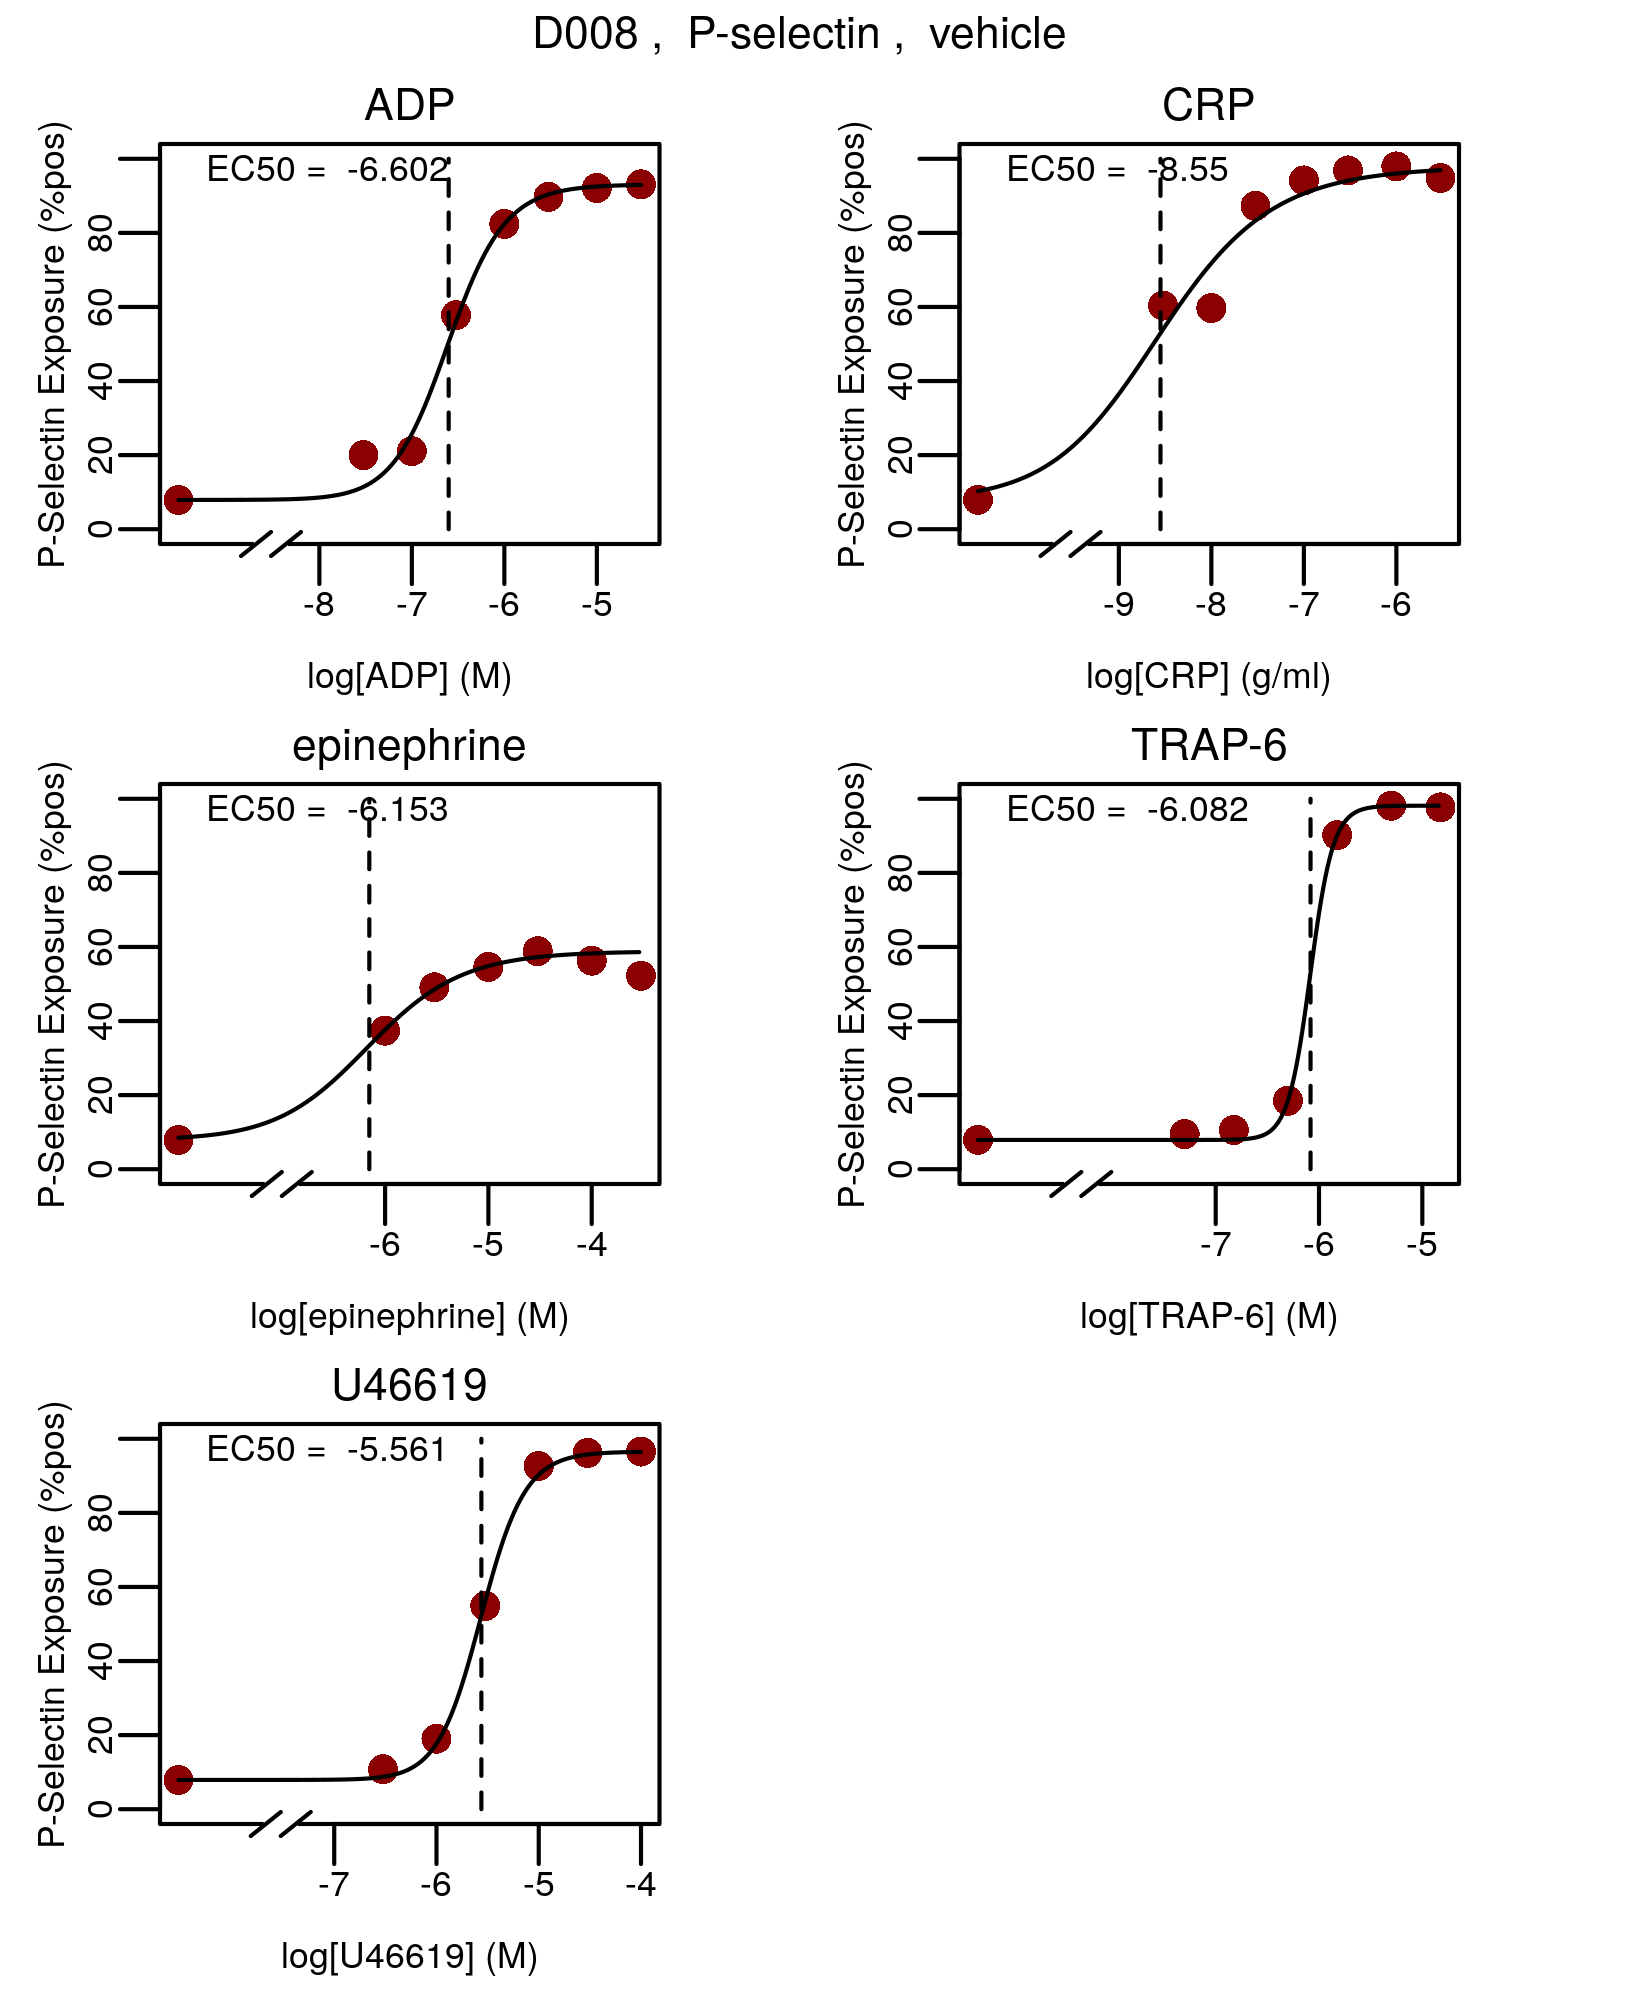 D008 , P-selectin , vehicle
ADP
EC50 = -6.602
P-Selectin Exposure (%pos)
0 20 40 60 80
-8 -7 -6 -5
log[ADP] (M)
CRP
EC50 = -8.55
P-Selectin Exposure (%pos)
0 20 40 60 80
-9 -8 -7 -6
log[CRP] (g/ml)
epinephrine
EC50 = -6.153
P-Selectin Exposure (%pos)
0 20 40 60 80
-6 -5 -4
log[epinephrine] (M)
TRAP-6
EC50 = -6.082
P-Selectin Exposure (%pos)
0 20 40 60 80
-7 -6 -5
log[TRAP-6] (M)
U46619
EC50 = -5.561
P-Selectin Exposure (%pos)
0 20 40 60 80
-7 -6 -5 -4
log[U46619] (M)